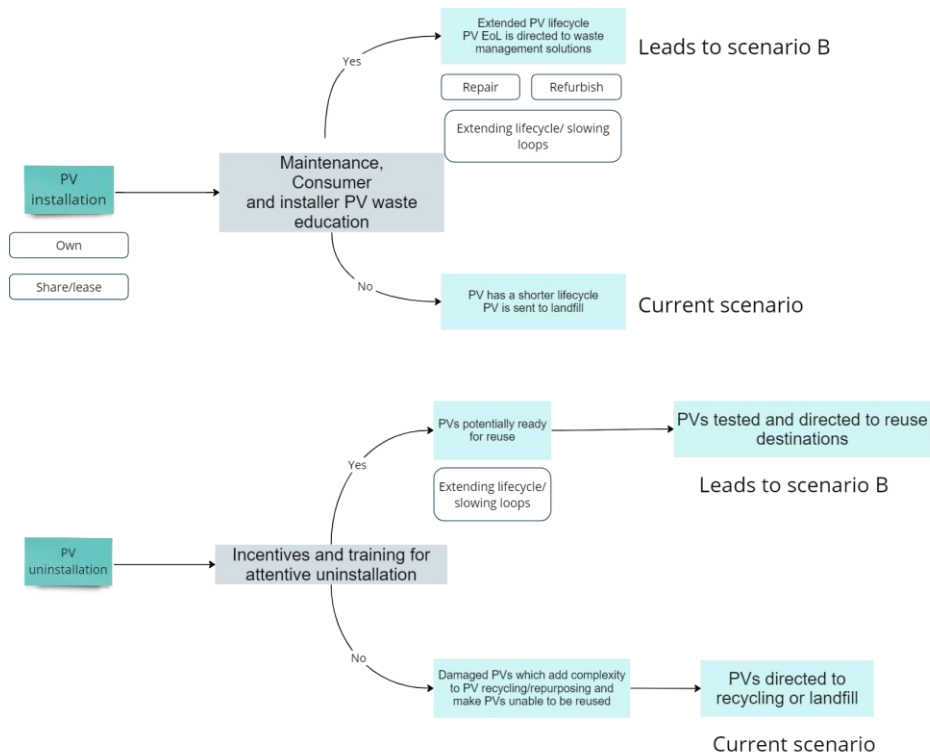 Extended PV lifecycle
PV EoL is directed to waste
management solutions
Leads to scenario B
Yes
Repair
Refurbish
Extending lifecycle/ slowing
loops
Maintenance,
Consumer
and installer PV waste
education
PV
installation
Own
Share/lease
No
PV has a shorter lifecycle
PV is sent to landfill
Current scenario
PVs potentially ready
for reuse
PVs tested and directed to reuse
destinations
Yes
Extending lifecycle/
slowing loops
Leads to scenario B
PV
uninstallation
Incentives and training for
attentive uninstallation
No
Damaged PVs which add complexity
to PV recycling/repurposing and
make PVs unable to be reused
PVs directed to
recycling or landfill
Current scenario